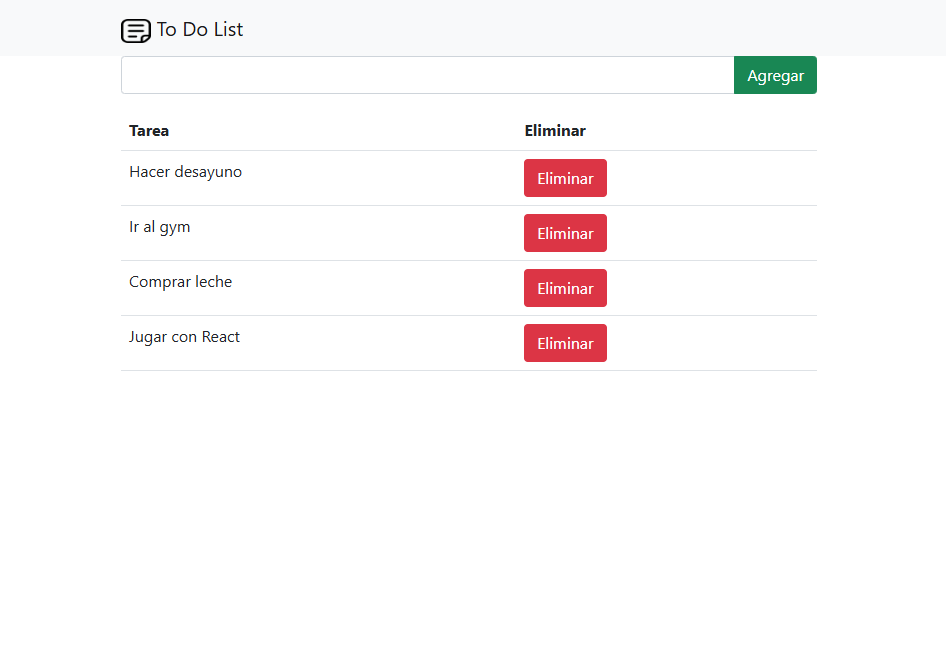 To Do List
Agregar
Tarea Eliminar
Hacer desayuno Eliminar
Ir al gym Eliminar
Comprar leche Eliminar
Jugar con React Eliminar